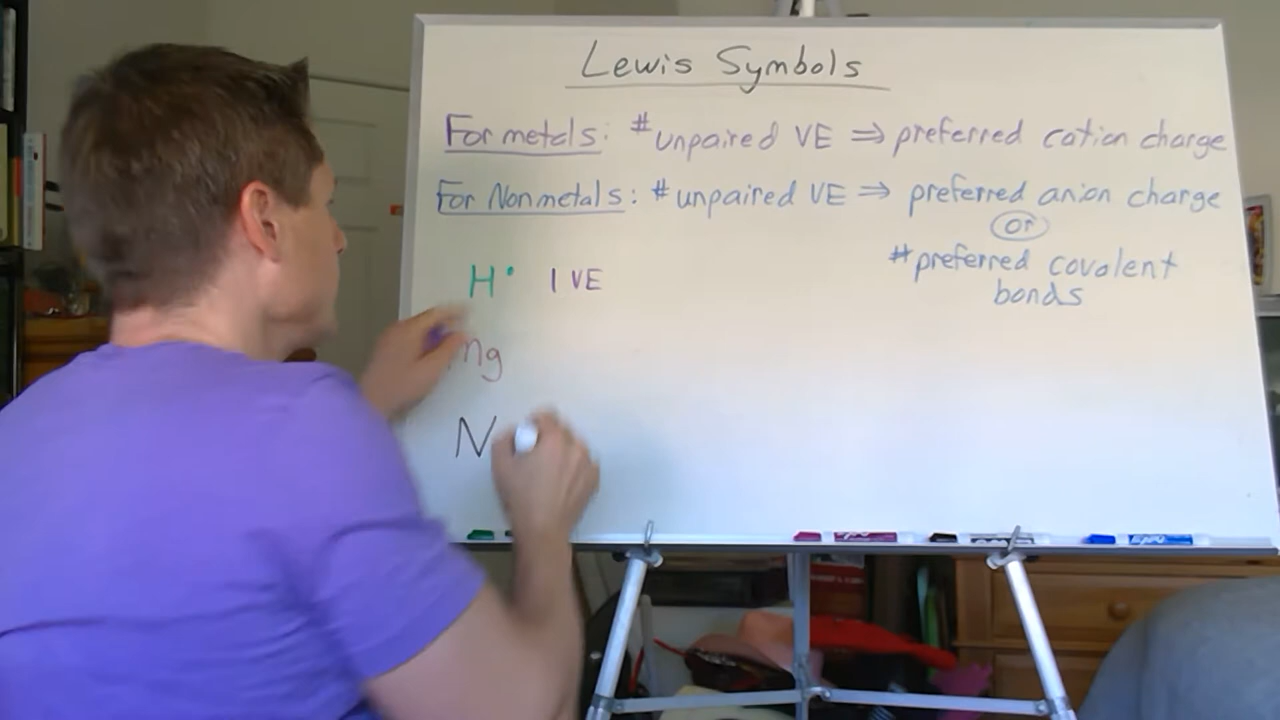 Lewis Symbols
For metals: # unpaired VE ⇒ preferred cation charge
For Nonmetals: # unpaired VE ⇒ preferred anion charge
or
# preferred covalent
bonds
H• 1 VE
Mg
N